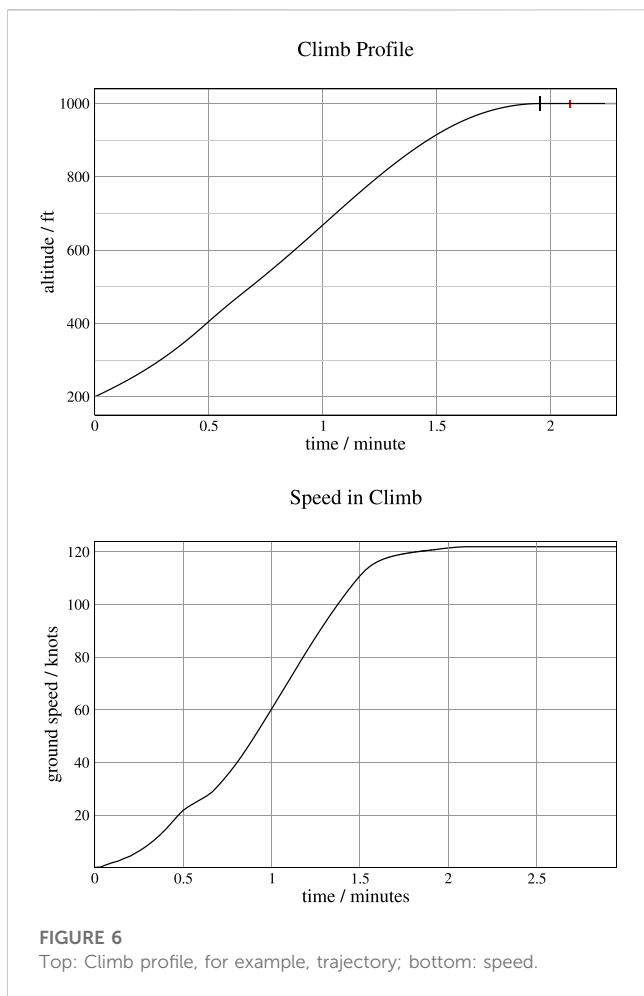 Climb Profile
1000
800
600
400
200
altitude / ft
0 0.5 1 1.5 2
time / minute
Speed in Climb
120
100
80
60
40
20
ground speed / knots
0 0.5 1 1.5 2 2.5
time / minutes
FIGURE 6
Top: Climb profile, for example, trajectory; bottom: speed.